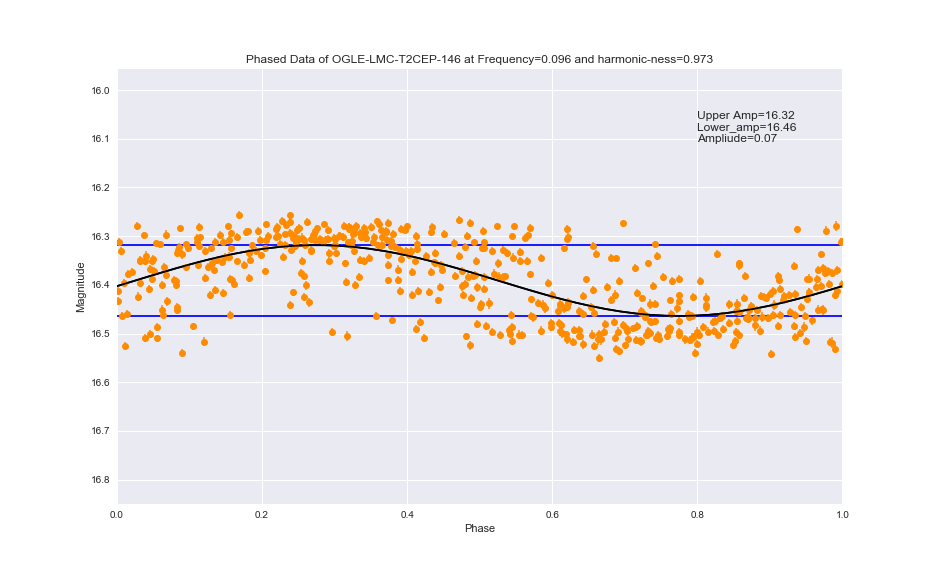 Phased Data of OGLE-LMC-T2CEP-146 at Frequency=0.096 and harmonic-ness=0.973
16.0
Upper Amp=16.32
Lower_amp=16.46
Ampliude=0.07
16.1
16.2
16.3
16.4
16.5
16.6
16.7
16.8
Magnitude
0.0 0.2 0.4 0.6 0.8 1.0
Phase